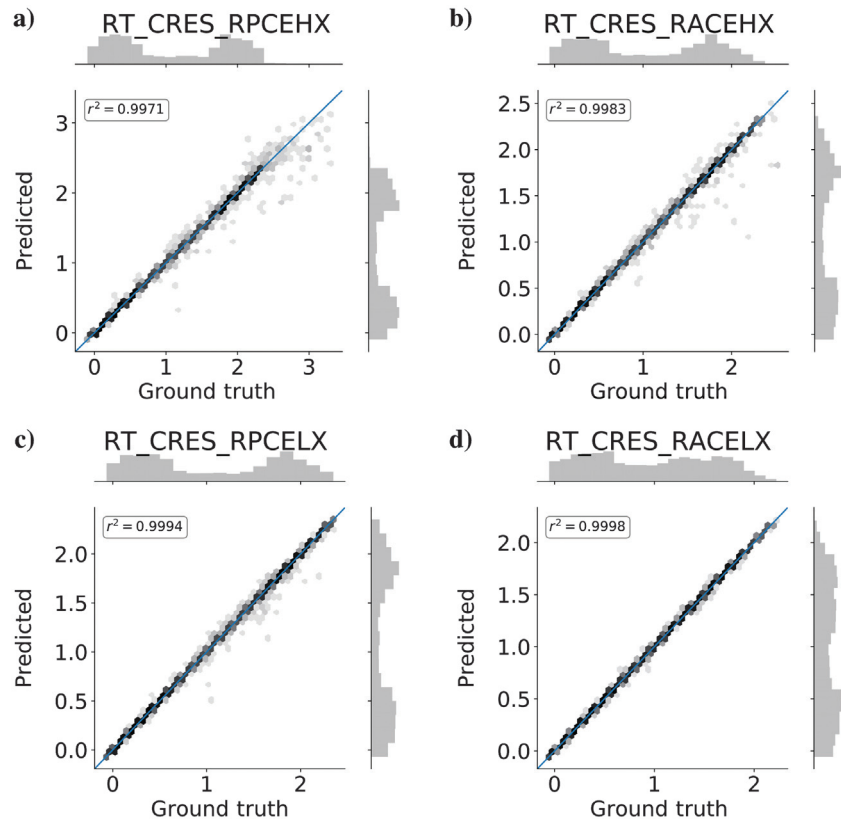 a)
RT_CRES_RPCEHX
r² = 0.9971
3
2
1
0
Predicted
0 1 2 3
Ground truth
b)
RT_CRES_RACEHX
r² = 0.9983
2.5
2.0
1.5
1.0
0.5
0.0
Predicted
0 1 2
Ground truth
c)
RT_CRES_RPCELX
r² = 0.9994
2.0
1.5
1.0
0.5
0.0
Predicted
0 1 2
Ground truth
d)
RT_CRES_RACELX
r² = 0.9998
2.0
1.5
1.0
0.5
0.0
Predicted
0 1 2
Ground truth